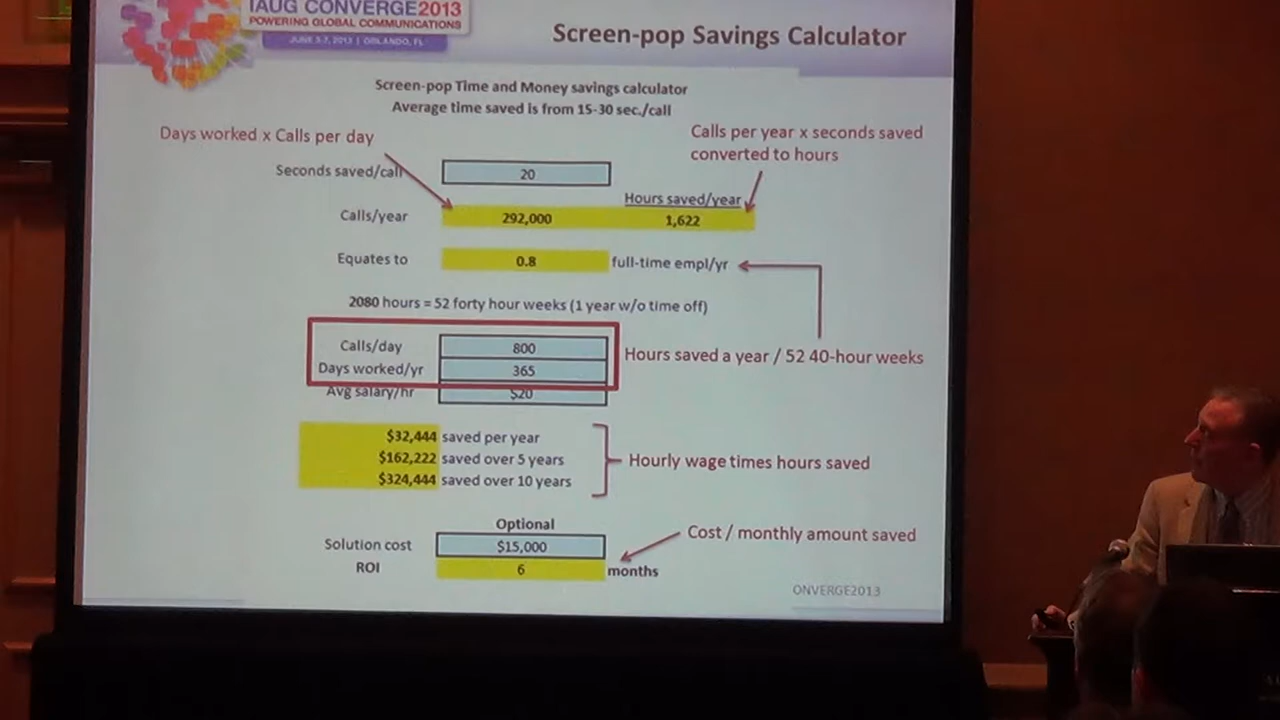 IAUG CONVERGE2013
POWERING GLOBAL COMMUNICATIONS
JUNE 3-7, 2013 | ORLANDO, FL
Screen-pop Savings Calculator
Screen-pop Time and Money savings calculator
Average time saved is from 15-30 sec./call
Days worked x Calls per day
Calls per year x seconds saved
converted to hours
Seconds saved/call 20
Hours saved/year
Calls/year 292,000 1,622
Equates to 0.8 full-time empl/yr
2080 hours = 52 forty hour weeks (1 year w/o time off)
Calls/day 800
Hours saved a year / 52 40-hour weeks
Days worked/yr 365
Avg salary/hr $20
$32,444 saved per year
$162,222 saved over 5 years
Hourly wage times hours saved
$324,444 saved over 10 years
Optional
Cost / monthly amount saved
Solution cost $15,000
ROI 6 months
ONVERGE2013